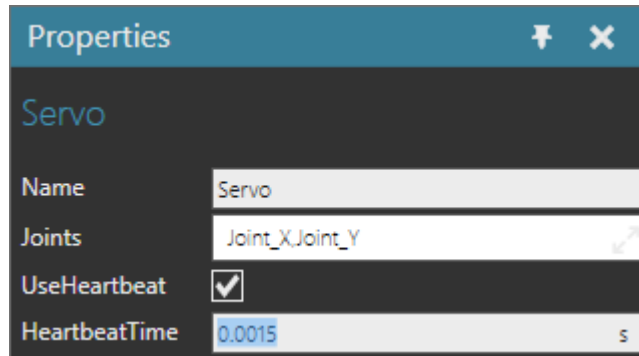 Properties
Servo
Name Servo
Joints Joint_X,Joint_Y
UseHeartbeat
HeartbeatTime 0.0015 s